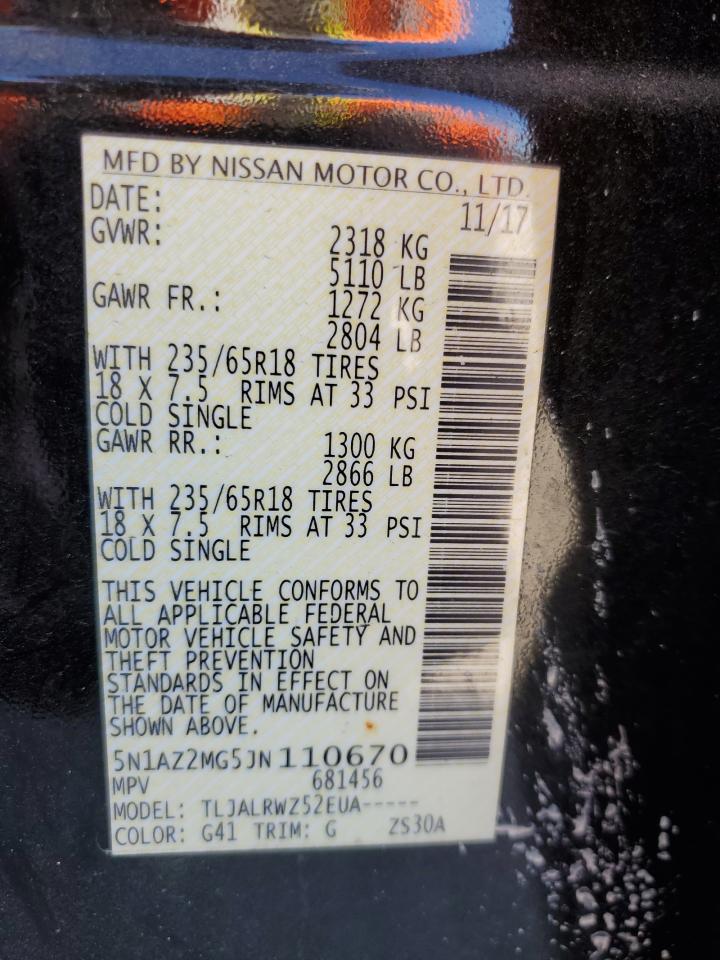 MFD BY NISSAN MOTOR CO., LTD.
DATE: 11/17
GVWR: 2318 KG
5110 LB
GAWR FR.: 1272 KG
2804 LB
WITH 235/65R18 TIRES
18 X 7.5 RIMS AT 33 PSI
COLD SINGLE
GAWR RR.: 1300 KG
2866 LB
WITH 235/65R18 TIRES
18 X 7.5 RIMS AT 33 PSI
COLD SINGLE
THIS VEHICLE CONFORMS TO
ALL APPLICABLE FEDERAL
MOTOR VEHICLE SAFETY AND
THEFT PREVENTION
STANDARDS IN EFFECT ON
THE DATE OF MANUFACTURE
SHOWN ABOVE.
5N1AZ2MG5JN110670
MPV 681456
MODEL: TLJALRWZ52EUA-----
COLOR: G41 TRIM: G ZS30A